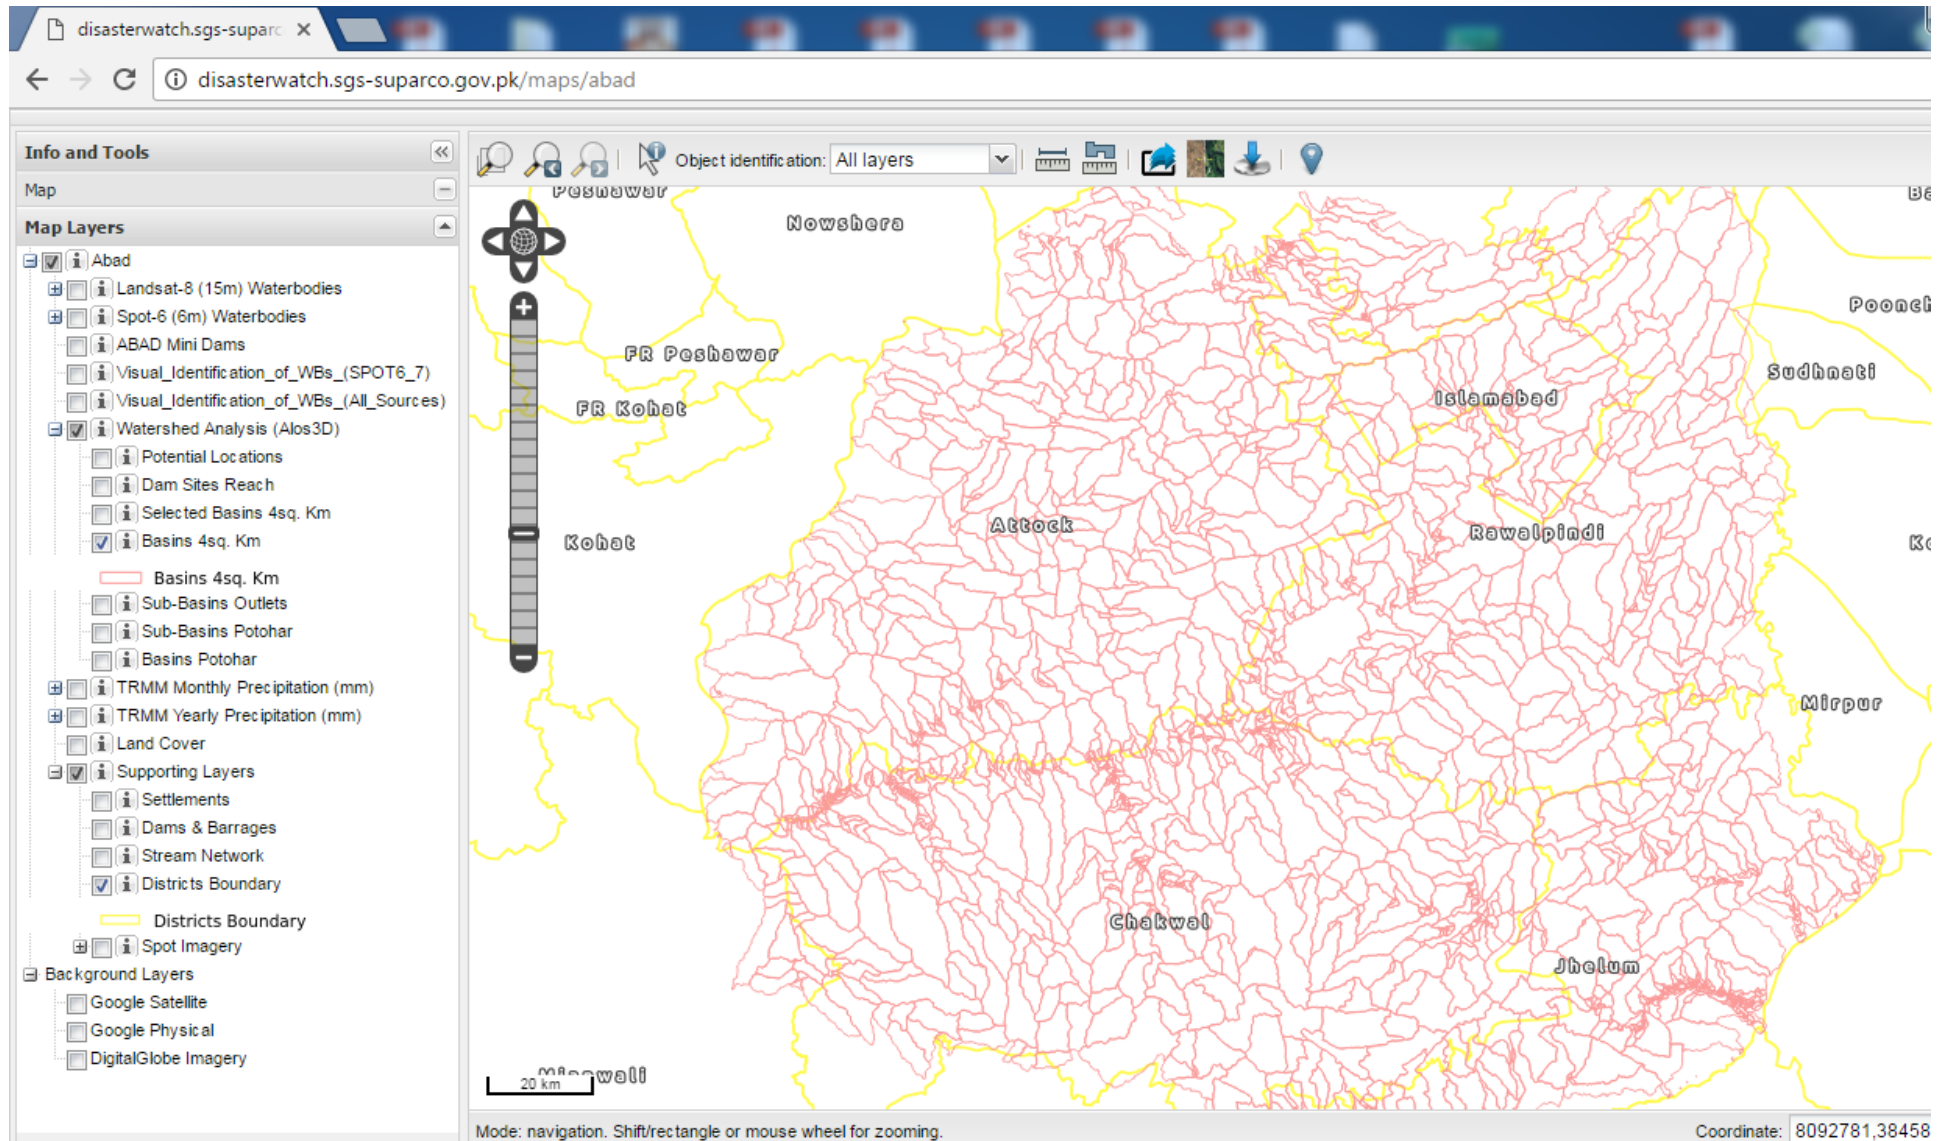 disasterwatch.sgs-suparc
disasterwatch.sgs-suparco.gov.pk/maps/abad
Info and Tools
Map
Map Layers
Abad
Landsat-8 (15m) Waterbodies
Spot-6 (6m) Waterbodies
ABAD Mini Dams
Visual_Identification_of_WBs_(SPOT6_7)
Visual_Identification_of_WBs_(All_Sources)
Watershed Analysis (Alos3D)
Potential Locations
Dam Sites Reach
Selected Basins 4sq. Km
Basins 4sq. Km
Basins 4sq. Km
Sub-Basins Outlets
Sub-Basins Potohar
Basins Potohar
TRMM Monthly Precipitation (mm)
TRMM Yearly Precipitation (mm)
Land Cover
Supporting Layers
Settlements
Dams & Barrages
Stream Network
Districts Boundary
Districts Boundary
Spot Imagery
Background Layers
Google Satellite
Google Physical
DigitalGlobe Imagery
Object identification: All layers
Peshawar
Nowshera
Ba
Poonch
FR Peshawar
Sudhnati
Islamabad
FR Kohat
Attock
Rawalpindi
Kohat
Ko
Mirpur
Chakwal
Jhelum
Mianwali
20 km
Mode: navigation. Shift/rectangle or mouse wheel for zooming.
Coordinate: 8092781,38458